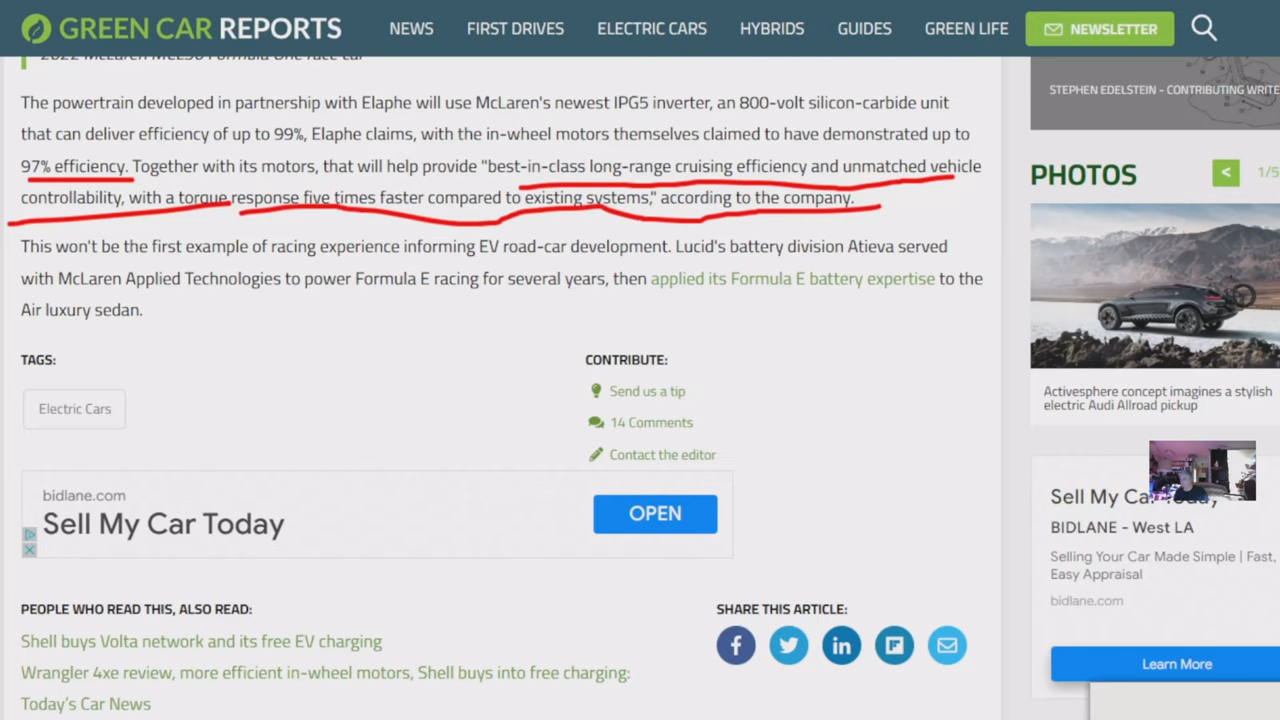 GREEN CAR REPORTS
NEWS
FIRST DRIVES
ELECTRIC CARS
HYBRIDS
GUIDES
GREEN LIFE
NEWSLETTER
2022 McLaren MCL36 Formula One race car
The powertrain developed in partnership with Elaphe will use McLaren's newest IPG5 inverter, an 800-volt silicon-carbide unit
that can deliver efficiency of up to 99%, Elaphe claims, with the in-wheel motors themselves claimed to have demonstrated up to
97% efficiency. Together with its motors, that will help provide "best-in-class long-range cruising efficiency and unmatched vehicle
controllability, with a torque response five times faster compared to existing systems," according to the company.
This won't be the first example of racing experience informing EV road-car development. Lucid's battery division Atieva served
with McLaren Applied Technologies to power Formula E racing for several years, then applied its Formula E battery expertise to the
Air luxury sedan.
TAGS:
Electric Cars
CONTRIBUTE:
Send us a tip
14 Comments
Contact the editor
bidlane.com
Sell My Car Today
OPEN
PEOPLE WHO READ THIS, ALSO READ:
Shell buys Volta network and its free EV charging
Wrangler 4xe review, more efficient in-wheel motors, Shell buys into free charging:
Today's Car News
SHARE THIS ARTICLE:
STEPHEN EDELSTEIN - CONTRIBUTING WRITE
PHOTOS
< 1/5
Activesphere concept imagines a stylish
electric Audi Allroad pickup
Sell My Ca
BIDLANE - West LA
Selling Your Car Made Simple | Fast,
Easy Appraisal
bidlane.com
Learn More